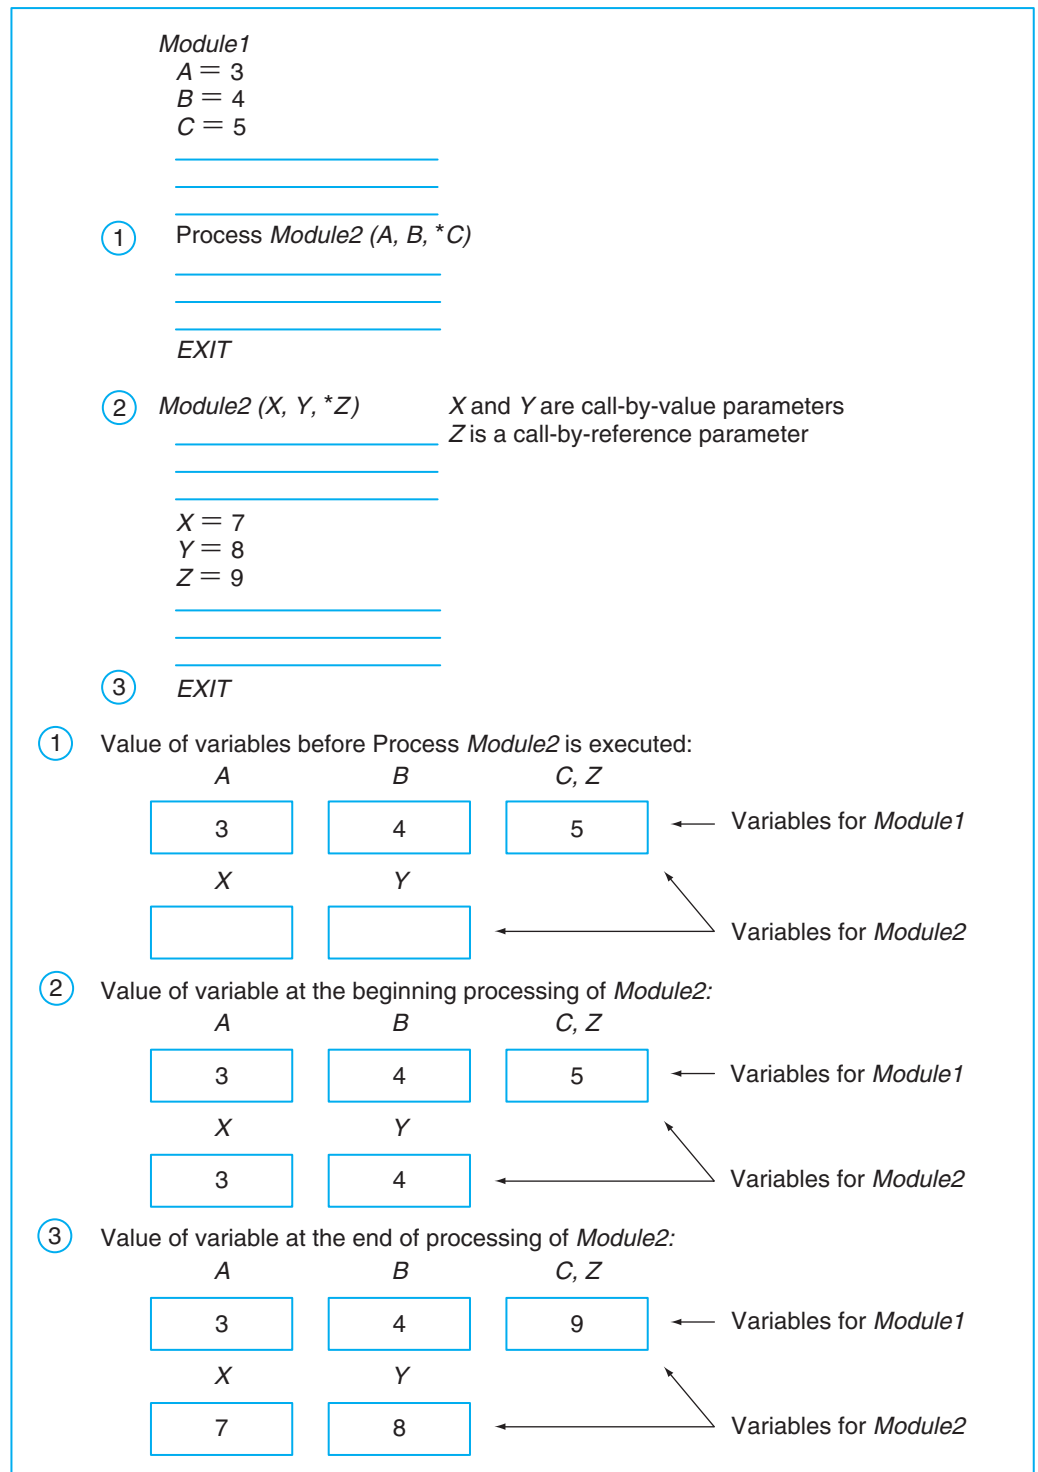 Module1
A = 3
B = 4
C = 5
1 Process Module2 (A, B, *C)
EXIT
2 Module2 (X, Y, *Z) X and Y are call-by-value parameters
Z is a call-by-reference parameter
X = 7
Y = 8
Z = 9
3 EXIT
1 Value of variables before Process Module2 is executed:
A B C, Z
3 4 5 Variables for Module1
X Y
Variables for Module2
2 Value of variable at the beginning processing of Module2:
A B C, Z
3 4 5 Variables for Module1
X Y
3 4 Variables for Module2
3 Value of variable at the end of processing of Module2:
A B C, Z
3 4 9 Variables for Module1
X Y
7 8 Variables for Module2